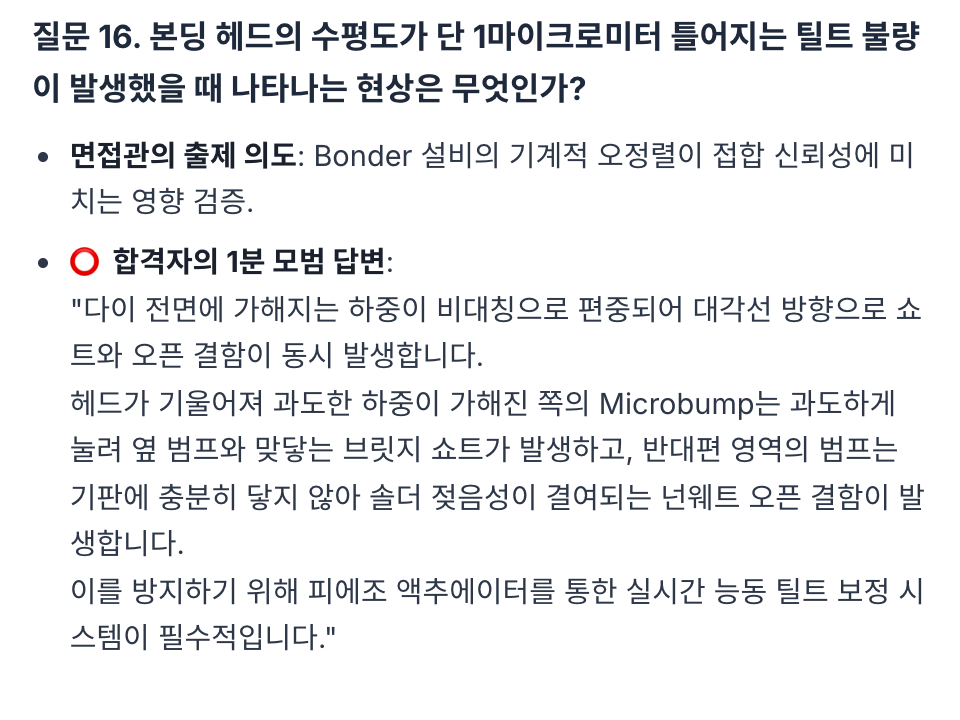 질문 16. 본딩 헤드의 수평도가 단 1마이크로미터 틀어지는 틸트 불량
이 발생했을 때 나타나는 현상은 무엇인가?
• 면접관의 출제 의도: Bonder 설비의 기계적 오정렬이 접합 신뢰성에 미
치는 영향 검증.
• ⭕ 합격자의 1분 모범 답변:
"다이 전면에 가해지는 하중이 비대칭으로 편중되어 대각선 방향으로 쇼
트와 오픈 결함이 동시 발생합니다.
헤드가 기울어져 과도한 하중이 가해진 쪽의 Microbump는 과도하게
눌려 옆 범프와 맞닿는 브릿지 쇼트가 발생하고, 반대편 영역의 범프는
기판에 충분히 닿지 않아 솔더 젖음성이 결여되는 넌웨트 오픈 결함이 발
생합니다.
이를 방지하기 위해 피에조 액추에이터를 통한 실시간 능동 틸트 보정 시
스템이 필수적입니다."